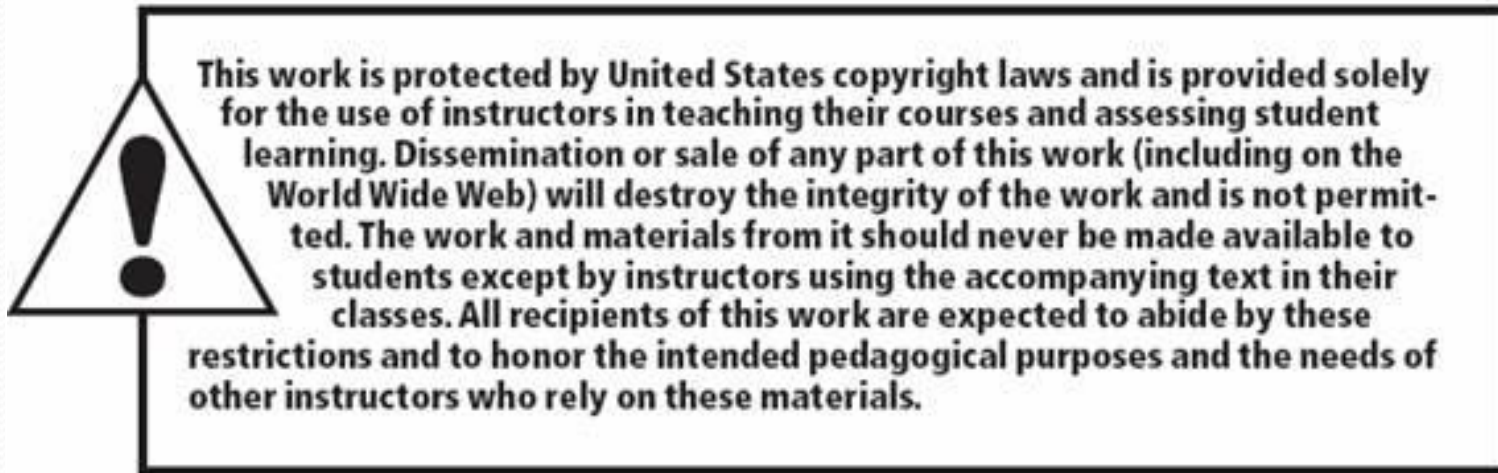 This work is protected by United States copyright laws and is provided solely
for the use of instructors in teaching their courses and assessing student
learning. Dissemination or sale of any part of this work (including on the
World Wide Web) will destroy the integrity of the work and is not permit-
ted. The work and materials from it should never be made available to
students except by instructors using the accompanying text in their
classes. All recipients of this work are expected to abide by these
restrictions and to honor the intended pedagogical purposes and the needs of
other instructors who rely on these materials.